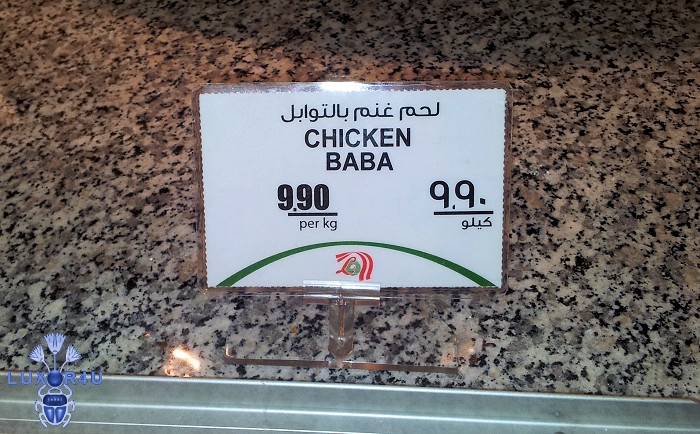 لحم غنم بالتوابل
CHICKEN
BABA
9.90
per kg
٩.٩٠
كيلو
LUXOR4U